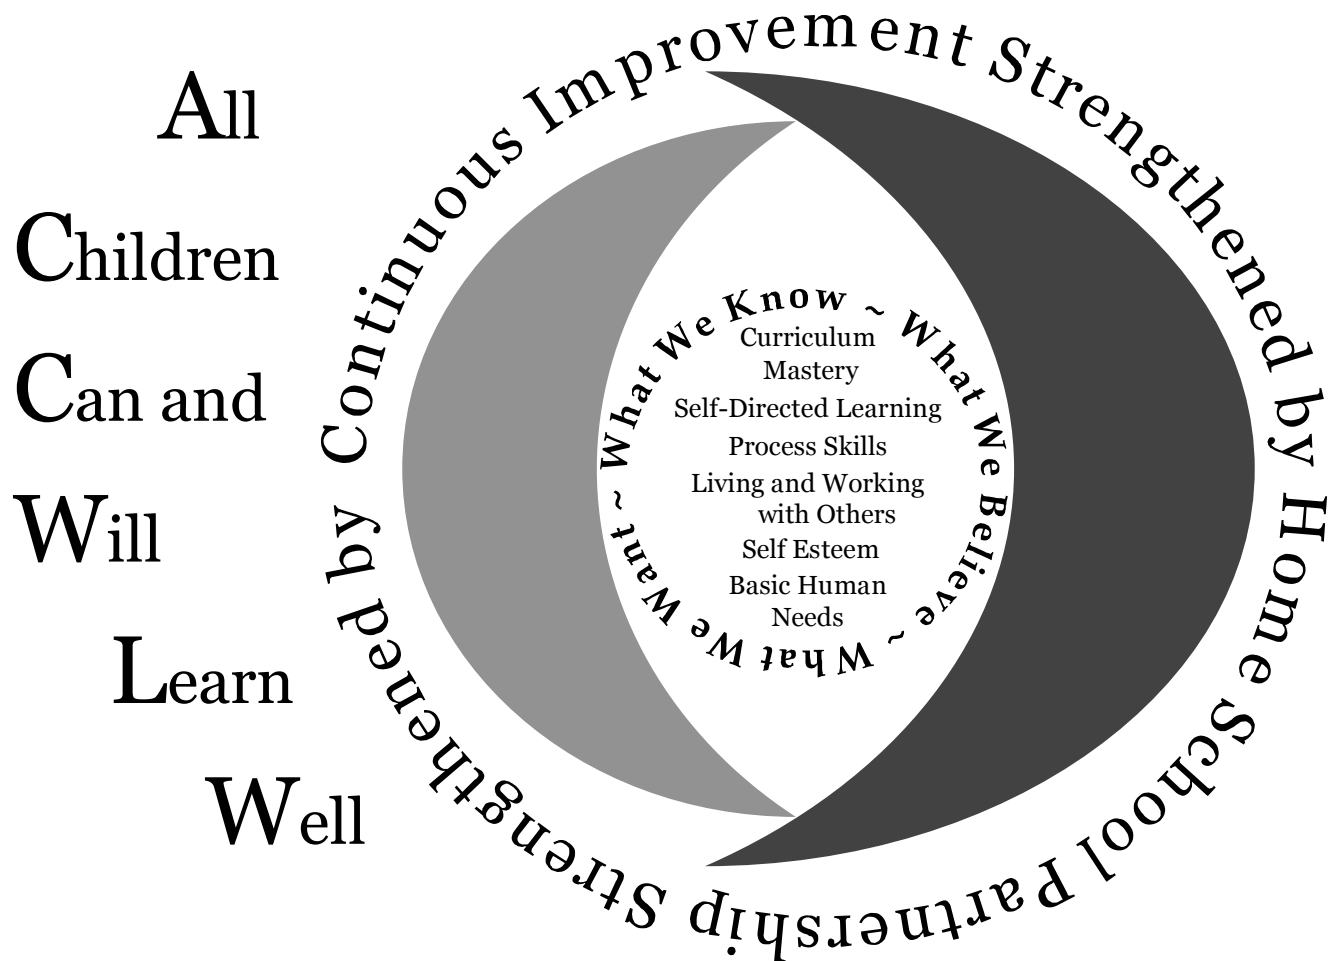 All
Children
Can and
Will
Learn
Well
Continuous Improvement Strengthened by Home School Partnership Strengthened by
What We Know ~ What We Believe ~ What We Want ~
Curriculum
Mastery
Self-Directed Learning
Process Skills
Living and Working
with Others
Self Esteem
Basic Human
Needs